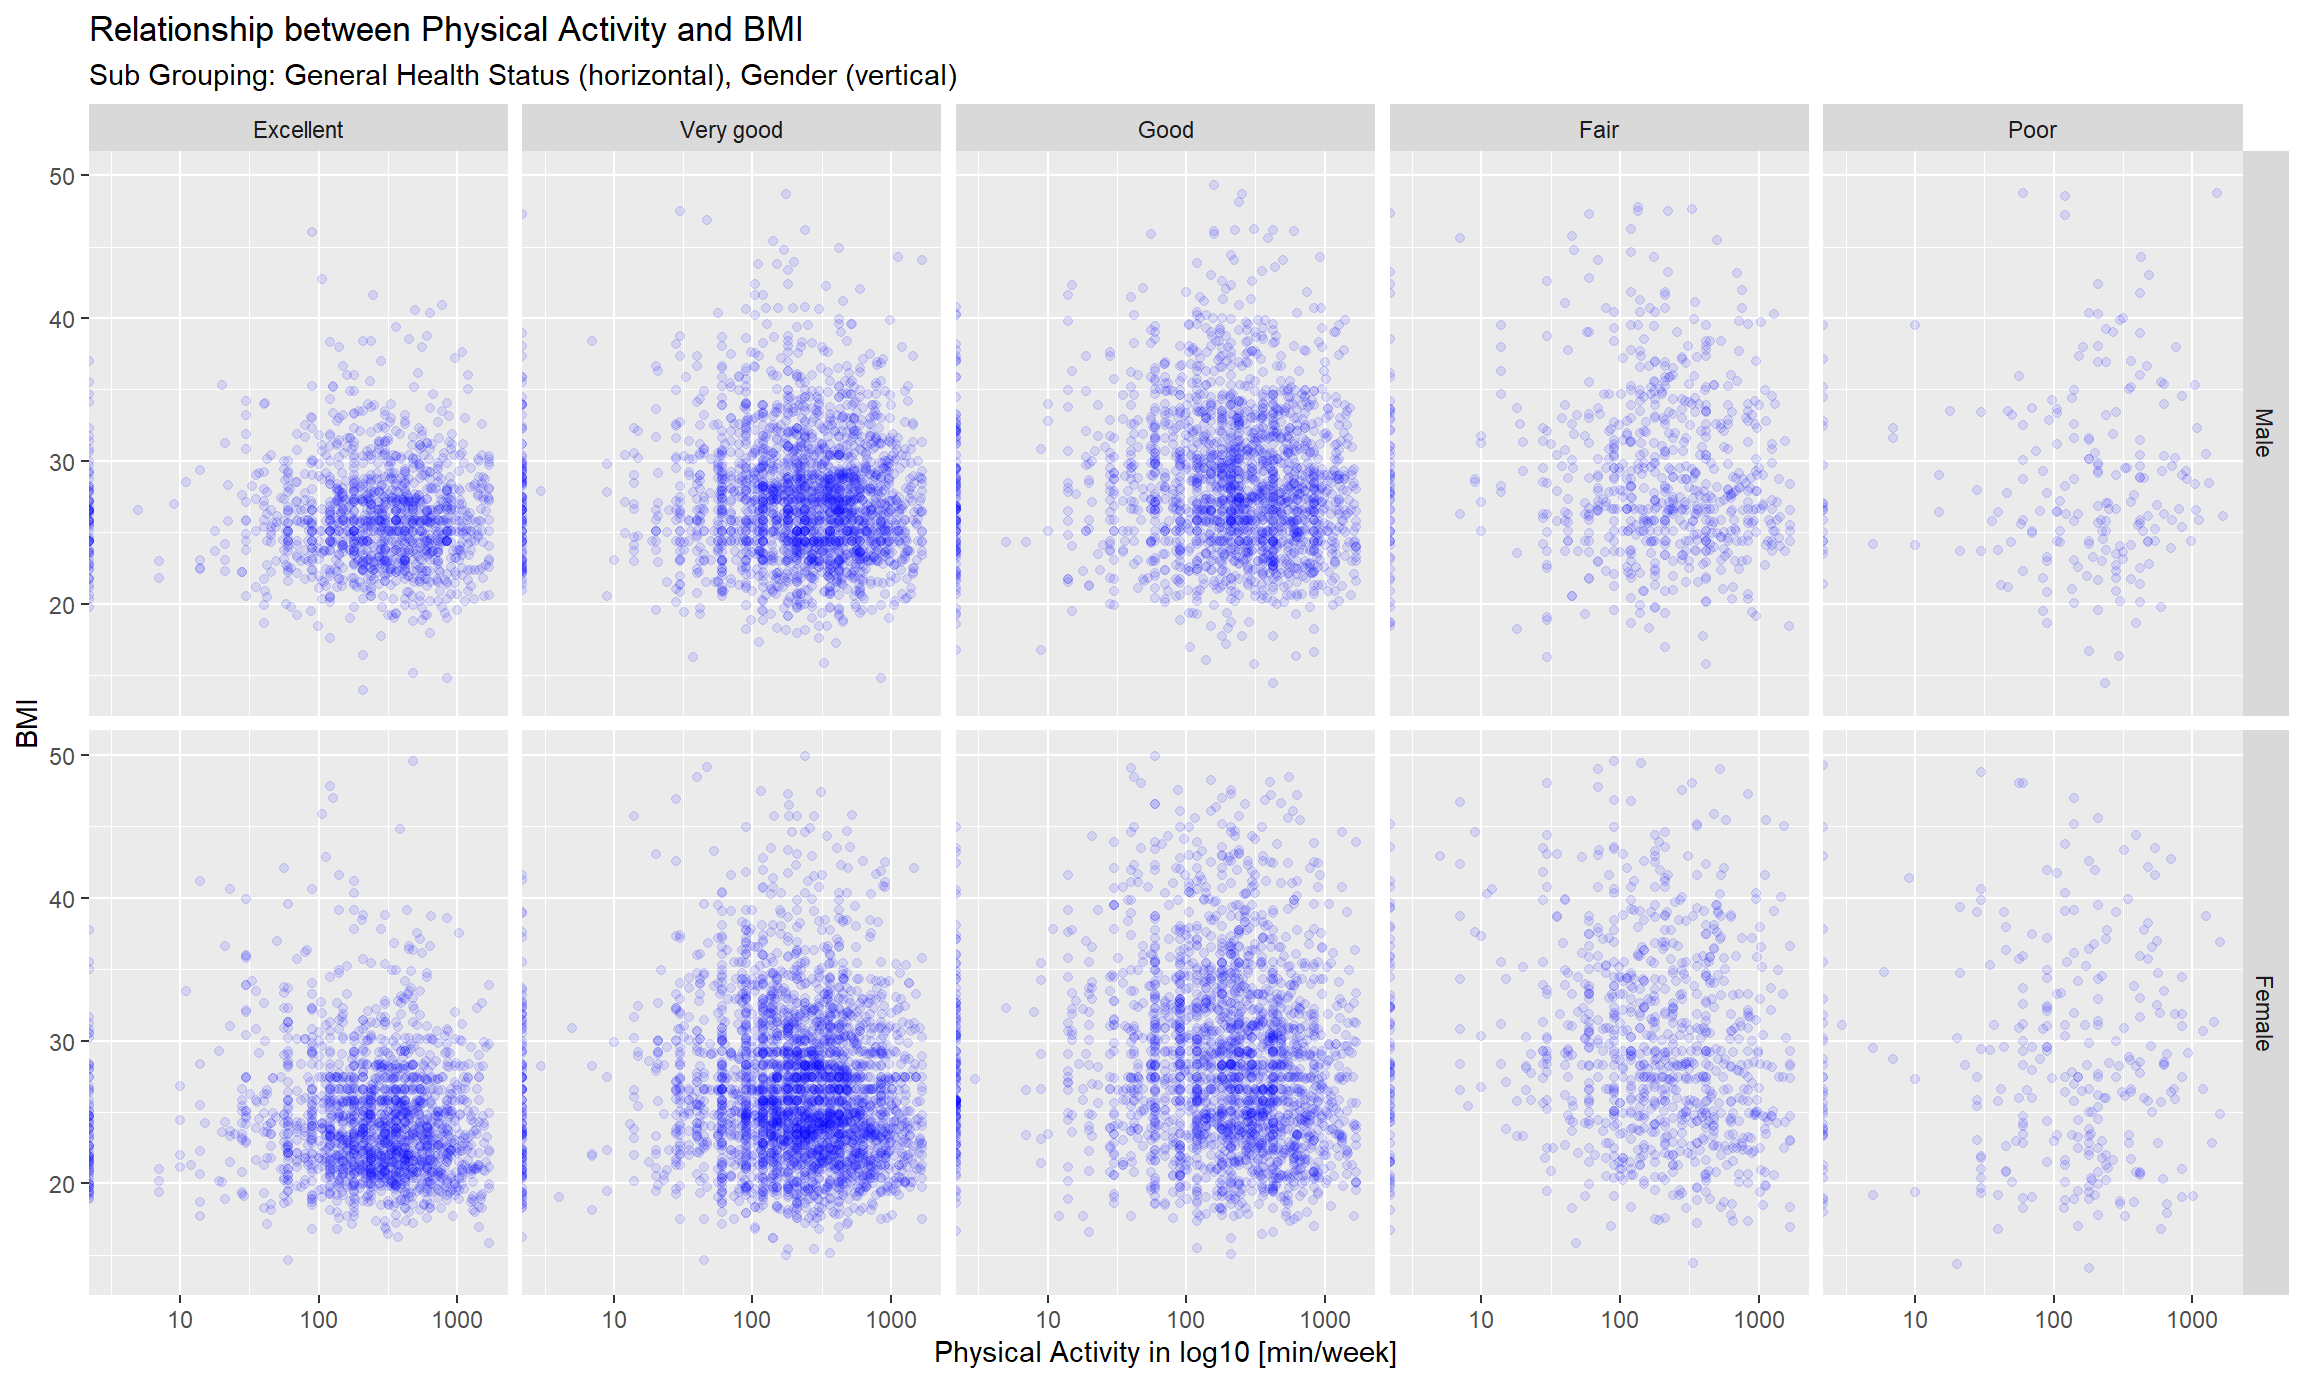 Relationship between Physical Activity and BMI
Sub Grouping: General Health Status (horizontal), Gender (vertical)
Excellent Very good Good Fair Poor
50
40
30
20
Male
BMI
50
40
30
20
Female
10 100 1000 10 100 1000 10 100 1000 10 100 1000 10 100 1000
Physical Activity in log10 [min/week]